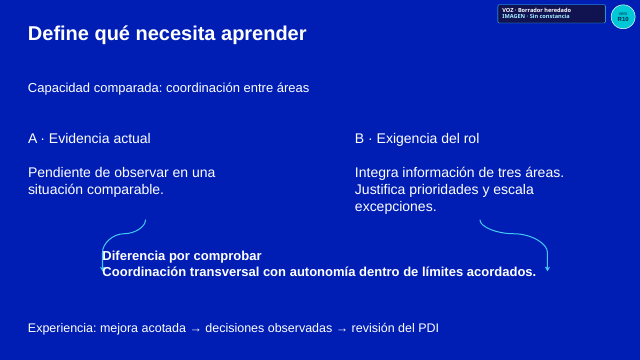 VOZ · Borrador heredado
IMAGEN · Sin constancia
R10
Define qué necesita aprender
Capacidad comparada: coordinación entre áreas
A · Evidencia actual
Pendiente de observar en una
situación comparable.
B · Exigencia del rol
Integra información de tres áreas.
Justifica prioridades y escala
excepciones.
Diferencia por comprobar
Coordinación transversal con autonomía dentro de límites acordados.
Experiencia: mejora acotada → decisiones observadas → revisión del PDI